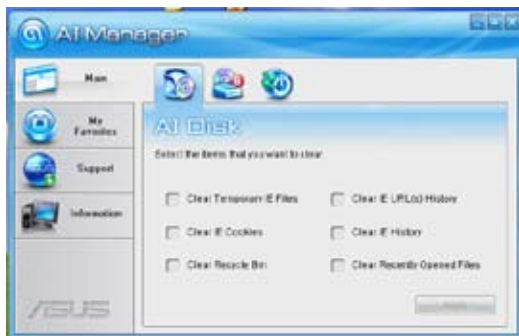 AI Manager
Main
My
Favorites
Support
Information
AI Disk
Select the items that you want to clear
Clear Temporary IE Files
Clear IE URL(s) History
Clear IE Cookies
Clear IE History
Clear Recycle Bin
Clear Recently Opened Files
ASUS